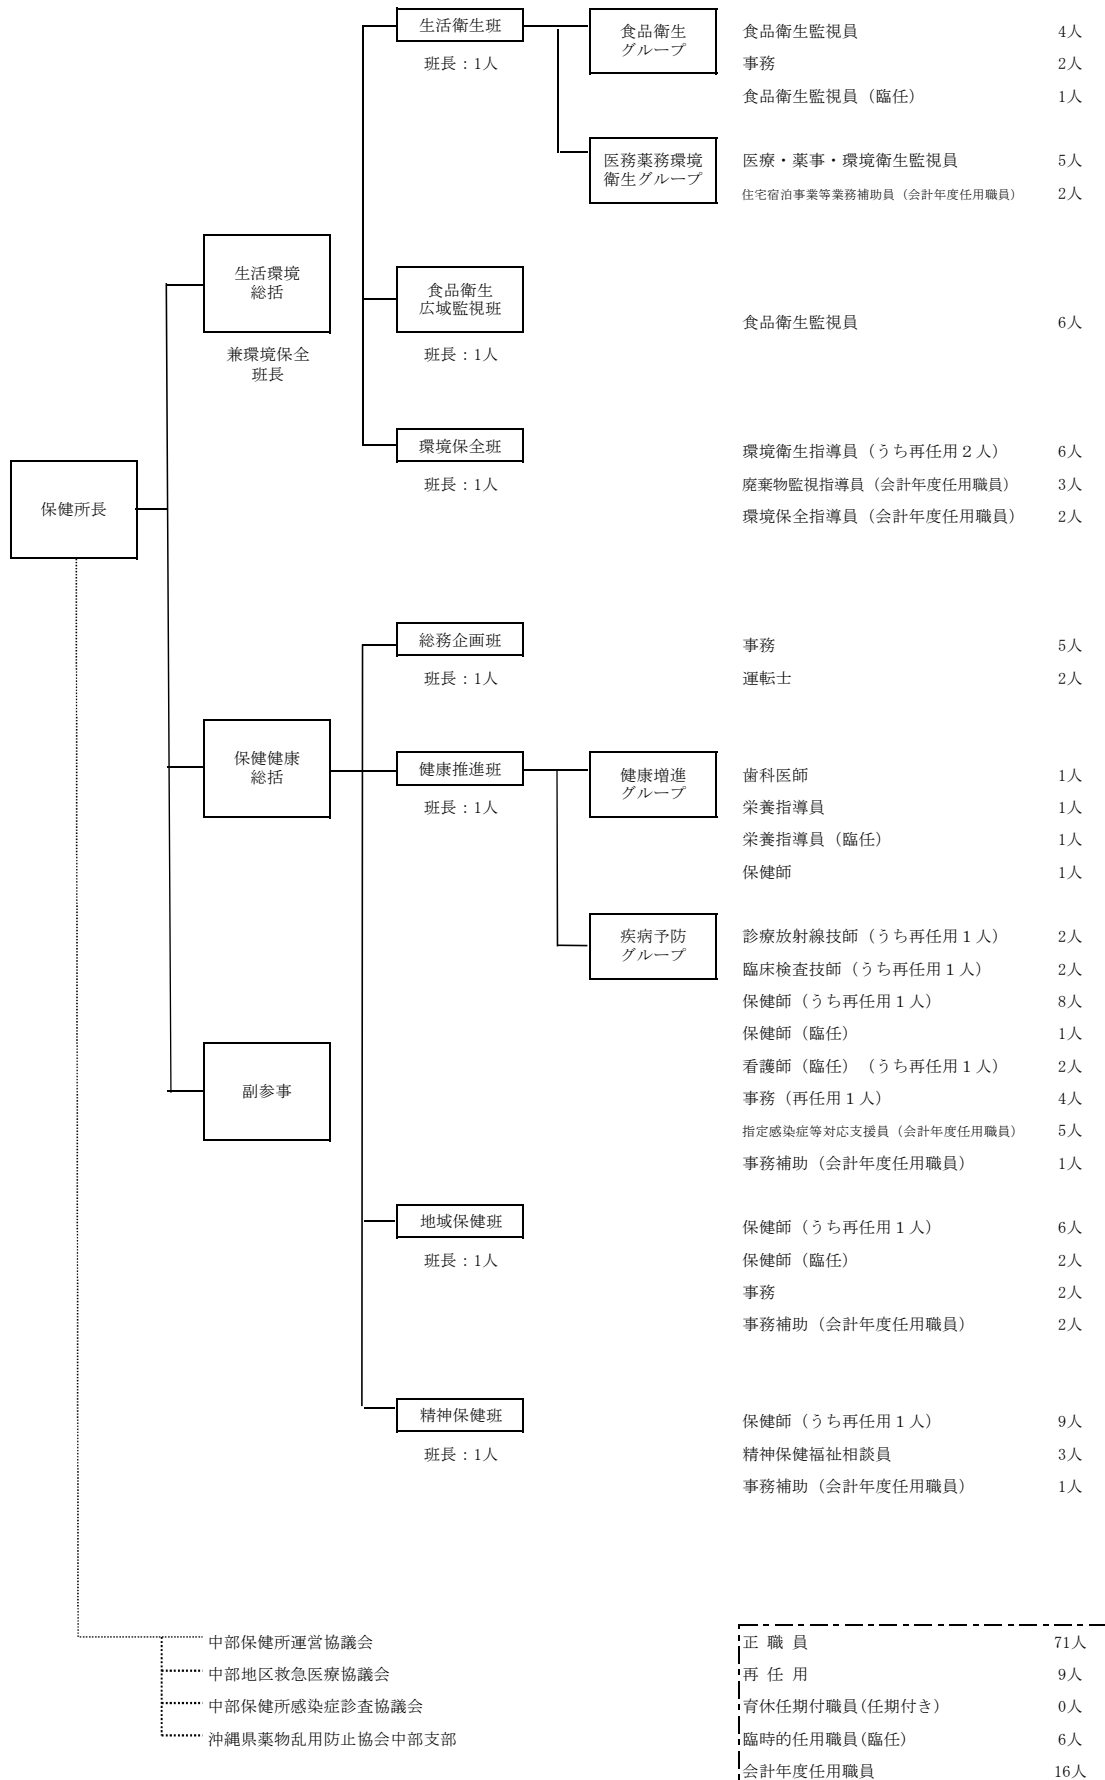 生活衛生班
班長：1人
食品衛生
グループ
食品衛生監視員 4人
事務 2人
食品衛生監視員（臨任） 1人
医務薬務環境
衛生グループ
医療・薬事・環境衛生監視員 5人
住宅宿泊事業等業務補助員（会計年度任用職員） 2人
生活環境
総括
兼環境保全
班長
食品衛生
広域監視班
班長：1人
食品衛生監視員 6人
環境保全班
班長：1人
環境衛生指導員（うち再任用２人） 6人
廃棄物監視指導員（会計年度任用職員） 3人
環境保全指導員（会計年度任用職員） 2人
保健所長
総務企画班
班長：1人
事務 5人
運転士 2人
保健健康
総括
健康推進班
班長：1人
健康増進
グループ
歯科医師 1人
栄養指導員 1人
栄養指導員（臨任） 1人
保健師 1人
疾病予防
グループ
診療放射線技師（うち再任用１人） 2人
臨床検査技師（うち再任用１人） 2人
保健師（うち再任用１人） 8人
保健師（臨任） 1人
看護師（臨任）（うち再任用１人） 2人
事務（再任用１人） 4人
指定感染症等対応支援員（会計年度任用職員） 5人
事務補助（会計年度任用職員） 1人
副参事
地域保健班
班長：1人
保健師（うち再任用１人） 6人
保健師（臨任） 2人
事務 2人
事務補助（会計年度任用職員） 2人
精神保健班
班長：1人
保健師（うち再任用１人） 9人
精神保健福祉相談員 3人
事務補助（会計年度任用職員） 1人
中部保健所運営協議会
中部地区救急医療協議会
中部保健所感染症診査協議会
沖縄県薬物乱用防止協会中部支部
正 職 員 71人
再 任 用 9人
育休任期付職員(任期付き) 0人
臨時的任用職員(臨任) 6人
会計年度任用職員 16人